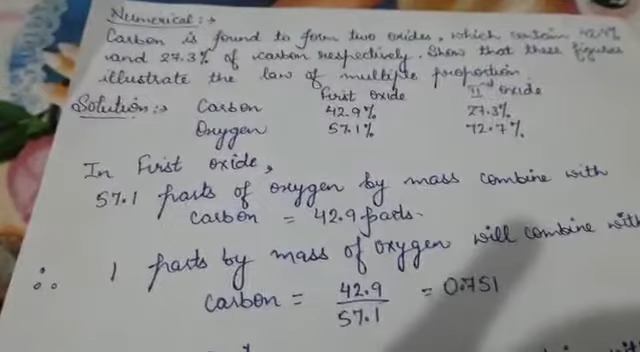 Numerical :→
Carbon is found to form two oxides, which contain 42.9%
and 27.3% of carbon respectively. Show that these figures
illustrate the law of multiple proportion
First oxide IInd oxide
Solution :→ Carbon 42.9% 27.3%
Oxygen 57.1% 72.7%
In First oxide,
57.1 parts of oxygen by mass combine with
carbon = 42.9 parts.
∴ 1 parts by mass of oxygen will combine with
carbon = 42.9 / 57.1 = 0.751